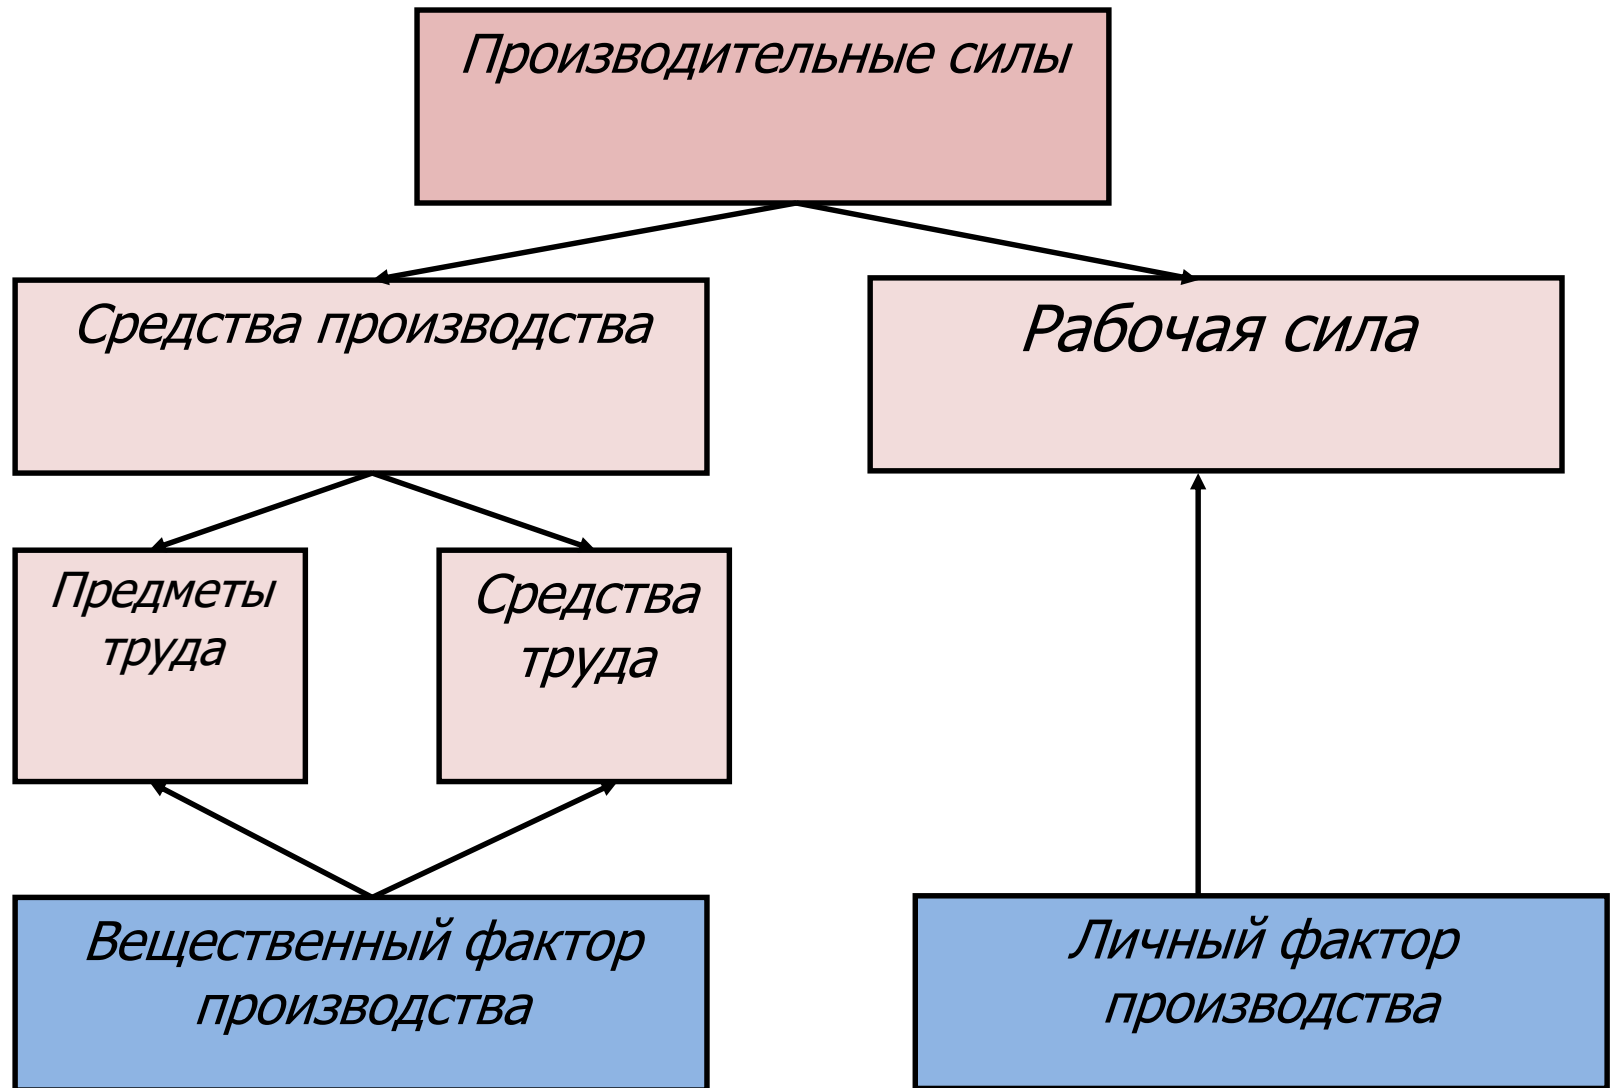 Производительные силы
Средства производства
Рабочая сила
Предметы
труда
Средства
труда
Вещественный фактор
производства
Личный фактор
производства